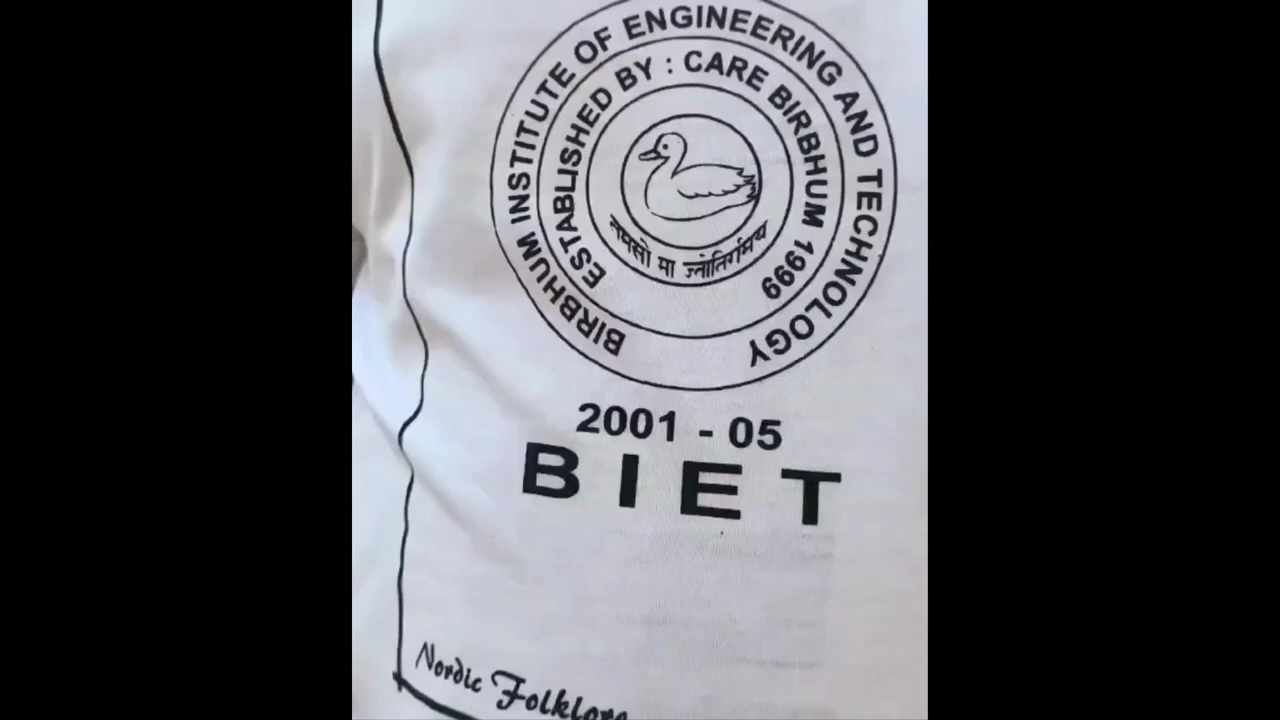 BIRBHUM INSTITUTE OF ENGINEERING AND TECHNOLOGY
ESTABLISHED BY : CARE BIRBHUM 1999
तमसो मा ज्योतिर्गमय
2001 - 05
BIET
Nordic Folklore